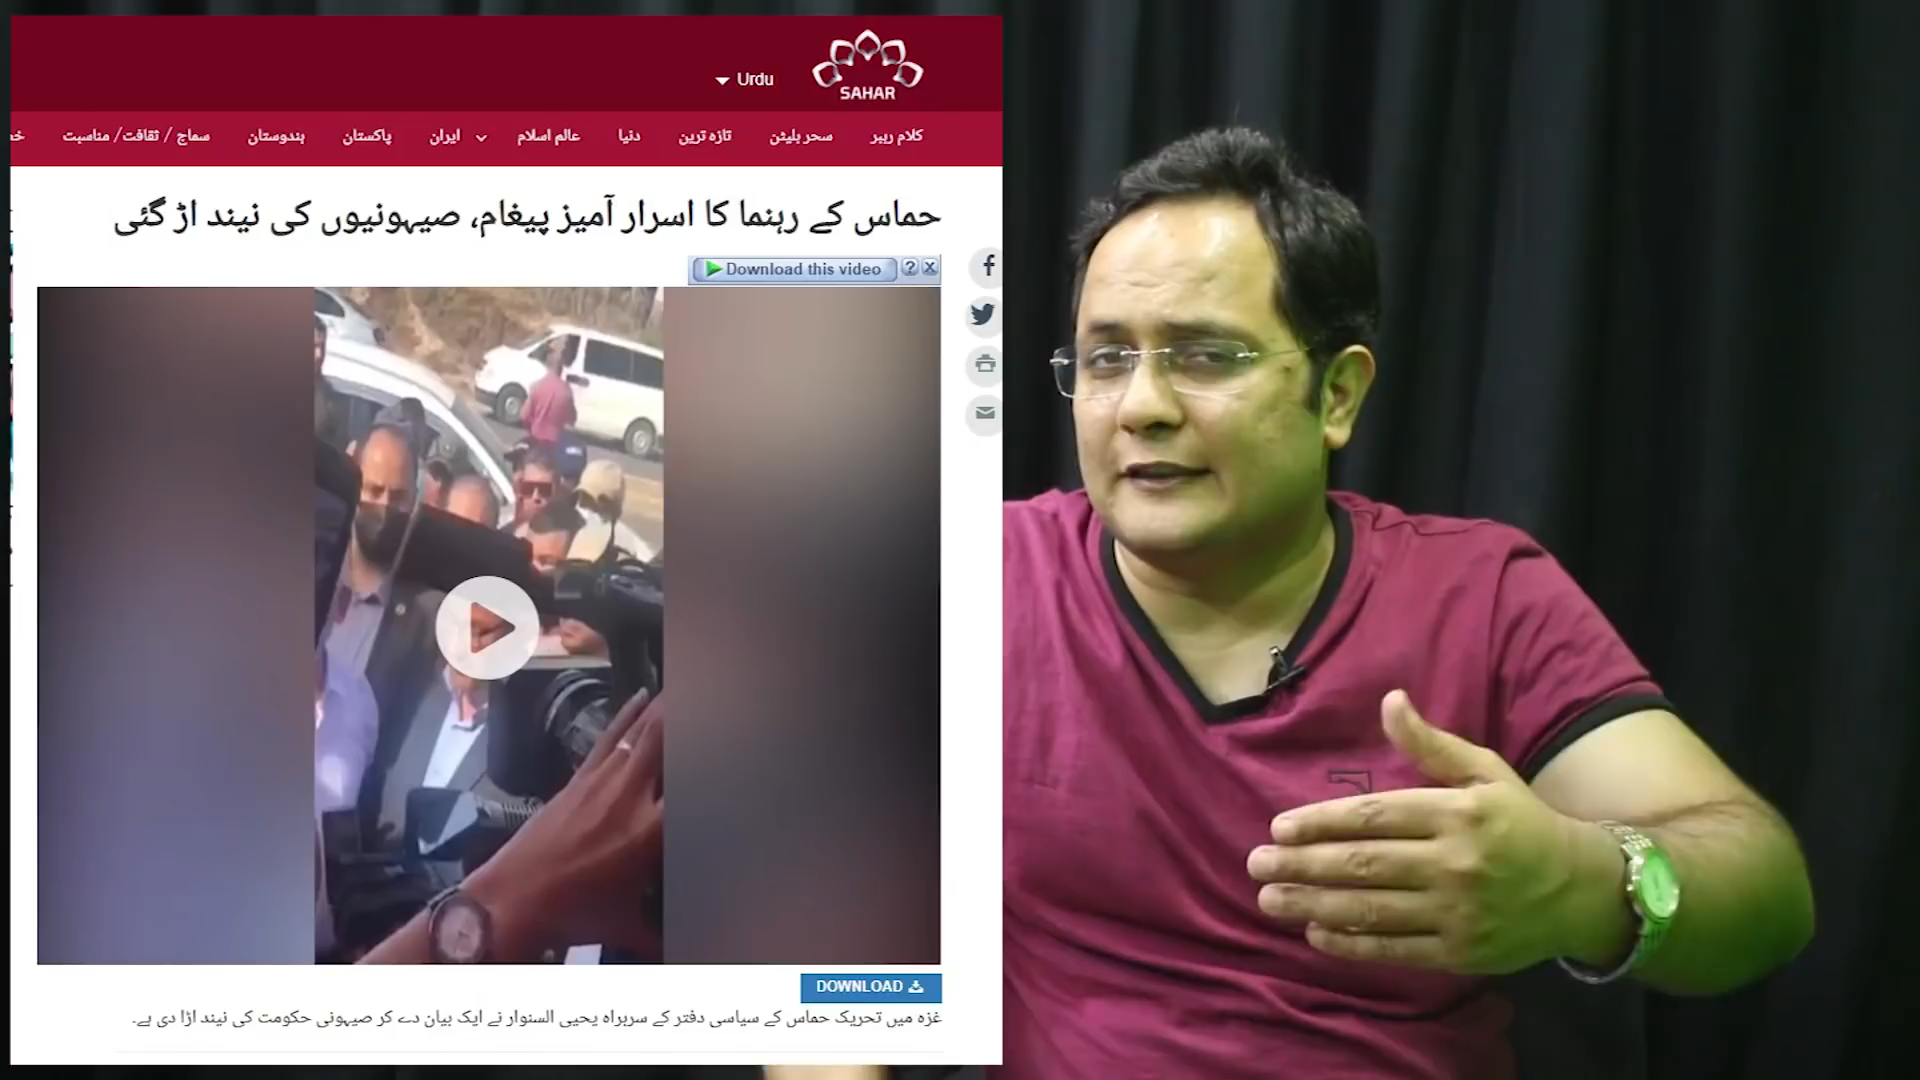 SAHAR
Urdu
کلام رہبر سحر بلیٹن تازہ ترین دنیا عالم اسلام ایران پاکستان ہندوستان سماج / ثقافت/ مناسبت
حماس کے رہنما کا اسرار آمیز پیغام، صیہونیوں کی نیند اڑ گئی
Download this video ? X
DOWNLOAD
غزہ میں تحریک حماس کے سیاسی دفتر کے سربراہ یحیی السنوار نے ایک بیان دے کر صیہونی حکومت کی نیند اڑا دی ہے۔